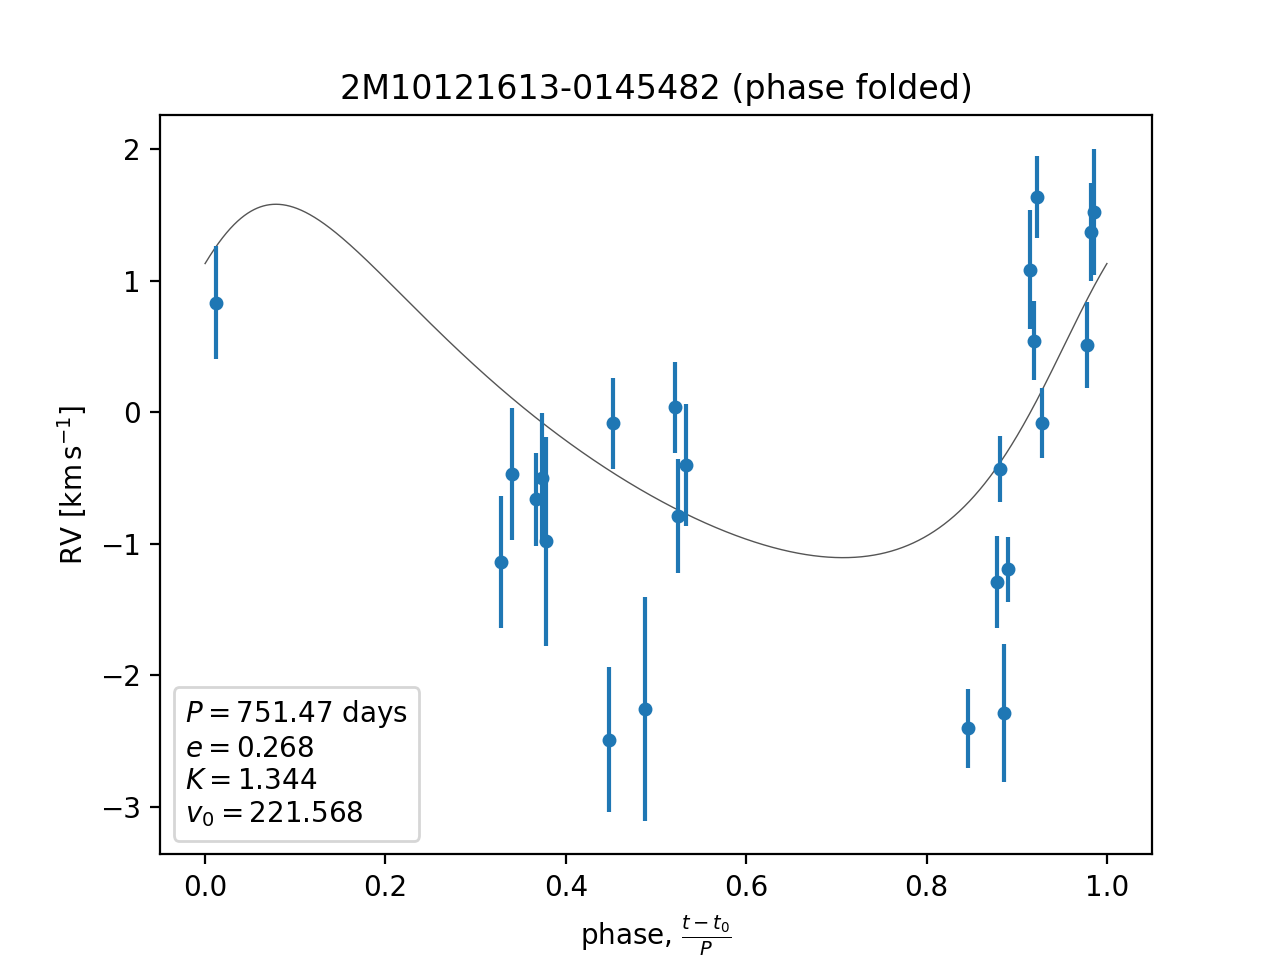 2M10121613-0145482 (phase folded)
RV [km s⁻¹]
2
1
0
−1
−2
−3
P = 751.47 days
e = 0.268
K = 1.344
v₀ = 221.568
0.0 0.2 0.4 0.6 0.8 1.0
phase, (t − t₀)/P